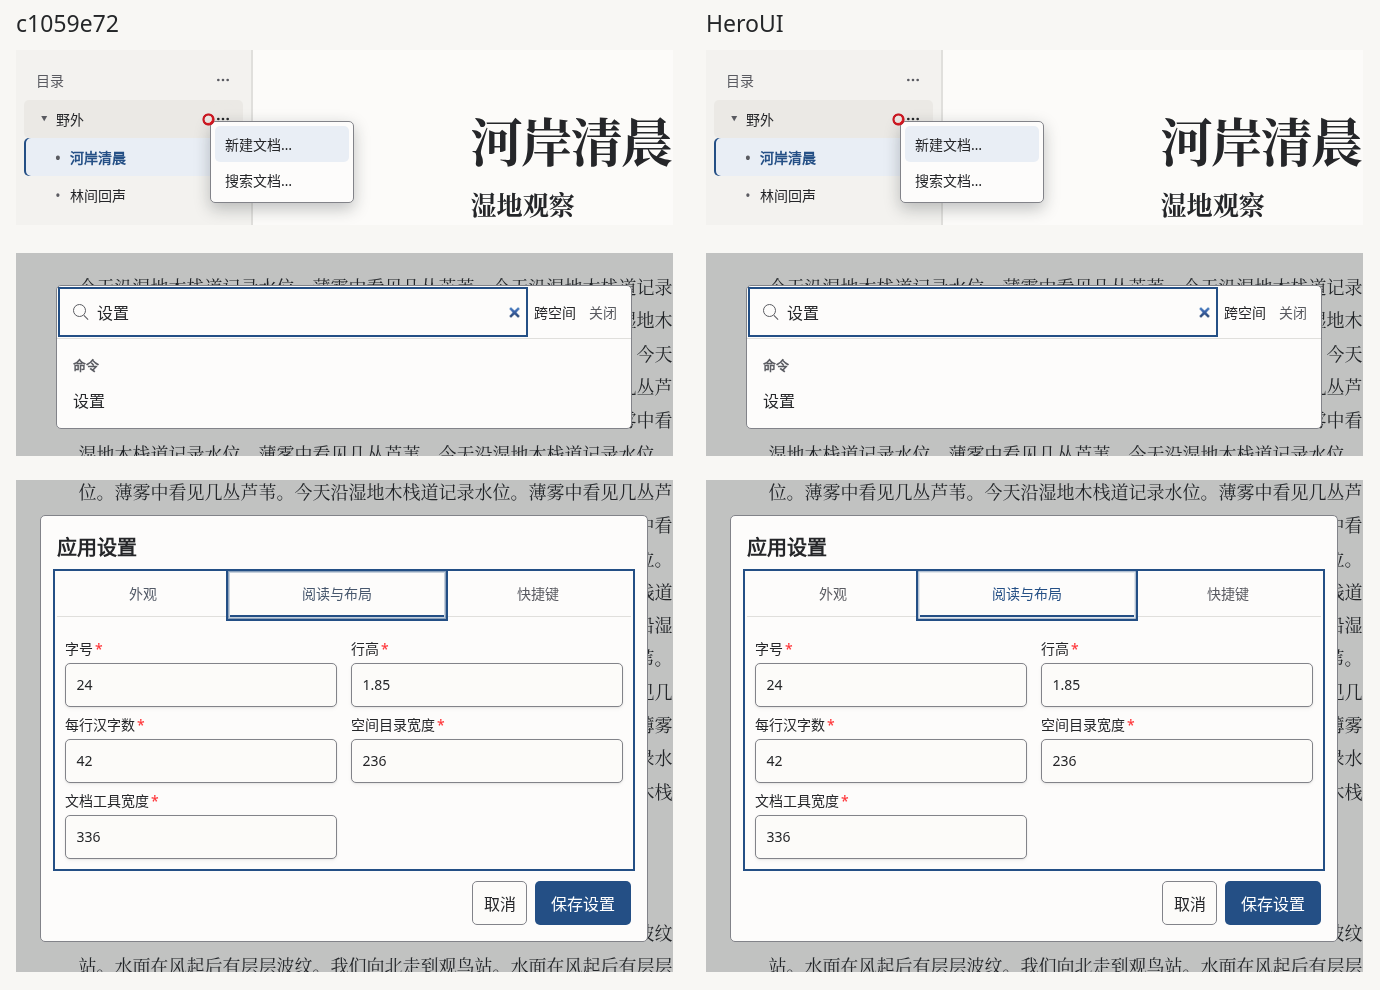 c1059e72
目录
野外
新建文档...
河岸清晨
搜索文档...
林间回声
河岸清晨
湿地观察
设置
跨空间 关闭
命令
设置
位。薄雾中看见几丛芦苇。今天沿湿地木栈道记录水位。薄雾中看见几丛芦
应用设置
外观 阅读与布局 快捷键
字号* 行高*
24 1.85
每行汉字数* 空间目录宽度*
42 236
文档工具宽度*
336
取消 保存设置
站。水面在风起后有层层波纹。我们向北走到观鸟站。水面在风起后有层层
HeroUI
目录
野外
新建文档...
河岸清晨
搜索文档...
林间回声
河岸清晨
湿地观察
设置
跨空间 关闭
命令
设置
位。薄雾中看见几丛芦苇。今天沿湿地木栈道记录水位。薄雾中看见几丛芦
应用设置
外观 阅读与布局 快捷键
字号* 行高*
24 1.85
每行汉字数* 空间目录宽度*
42 236
文档工具宽度*
336
取消 保存设置
站。水面在风起后有层层波纹。我们向北走到观鸟站。水面在风起后有层层